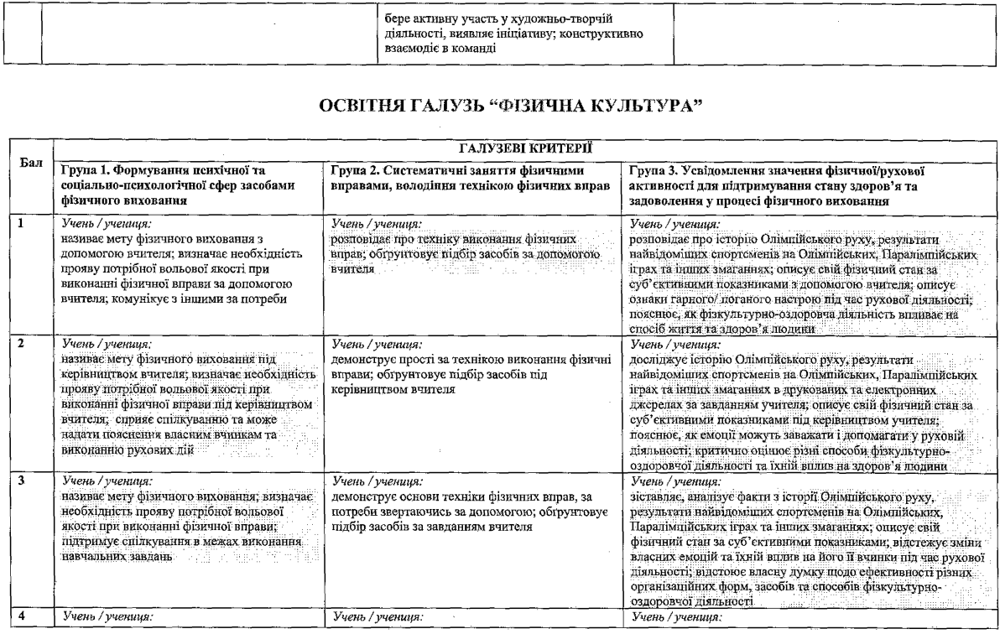 бере активну участь у художньо-творчій
діяльності, виявляє ініціативу; конструктивно
взаємодіє в команді
ОСВІТНЯ ГАЛУЗЬ “ФІЗИЧНА КУЛЬТУРА”
Бал
ГАЛУЗЕВІ КРИТЕРІЇ
Група 1. Формування психічної та
соціально-психологічної сфер засобами
фізичного виховання
Група 2. Систематичні заняття фізичними
вправами, володіння технікою фізичних вправ
Група 3. Усвідомлення значення фізичної/рухової
активності для підтримування стану здоров’я та
задоволення у процесі фізичного виховання
1
Учень / учениця:
називає мету фізичного виховання з
допомогою вчителя; визначає необхідність
прояву потрібної вольової якості при
виконанні фізичної вправи за допомогою
вчителя; комунікує з іншими за потреби
Учень / учениця:
розповідає про техніку виконання фізичних
вправ; обґрунтовує підбір засобів за допомогою
вчителя
Учень / учениця:
розповідає про історію Олімпійського руху, результати
найвідоміших спортсменів на Олімпійських, Паралімпійських
іграх та інших змаганнях; описує свій фізичний стан за
суб’єктивними показниками з допомогою вчителя; описує
ознаки гарного/ поганого настрою під час рухової діяльності;
пояснює, як фізкультурно-оздоровча діяльність впливає на
спосіб життя та здоров’я людини
2
Учень / учениця:
називає мету фізичного виховання під
керівництвом вчителя; визначає необхідність
прояву потрібної вольової якості при
виконанні фізичної вправи під керівництвом
вчителя; сприяє спілкуванню та може
надати пояснення власним вчинкам та
виконанню рухових дій
Учень / учениця:
демонструє прості за технікою виконання фізичні
вправи; обґрунтовує підбір засобів під
керівництвом вчителя
Учень / учениця:
досліджує історію Олімпійського руху, результати
найвідоміших спортсменів на Олімпійських, Паралімпійських
іграх та інших змаганнях в друкованих та електронних
джерелах за завданням учителя; описує свій фізичний стан за
суб’єктивними показниками під керівництвом учителя;
пояснює, як емоції можуть заважати і допомагати у руховій
діяльності; критично оцінює різні способи фізкультурно-
оздоровчої діяльності та їхній вплив на здоров’я людини
3
Учень / учениця:
називає мету фізичного виховання; визначає
необхідність прояву потрібної вольової
якості при виконанні фізичної вправи;
підтримує спілкування в межах виконання
навчальних завдань
Учень / учениця:
демонструє основи техніки фізичних вправ, за
потреби звертаючись за допомогою; обґрунтовує
підбір засобів за завданням вчителя
Учень / учениця:
зіставляє, аналізує факти з історії Олімпійського руху,
результати найвідоміших спортсменів на Олімпійських,
Паралімпійських іграх та інших змаганнях; описує свій
фізичний стан за суб’єктивними показниками; відстежує зміни
власних емоцій та їхній вплив на його її вчинки під час рухової
діяльності; відстоює власну думку щодо ефективності різних
організаційних форм, засобів та способів фізкультурно-
оздоровчої діяльності
4
Учень / учениця:
Учень / учениця:
Учень / учениця: